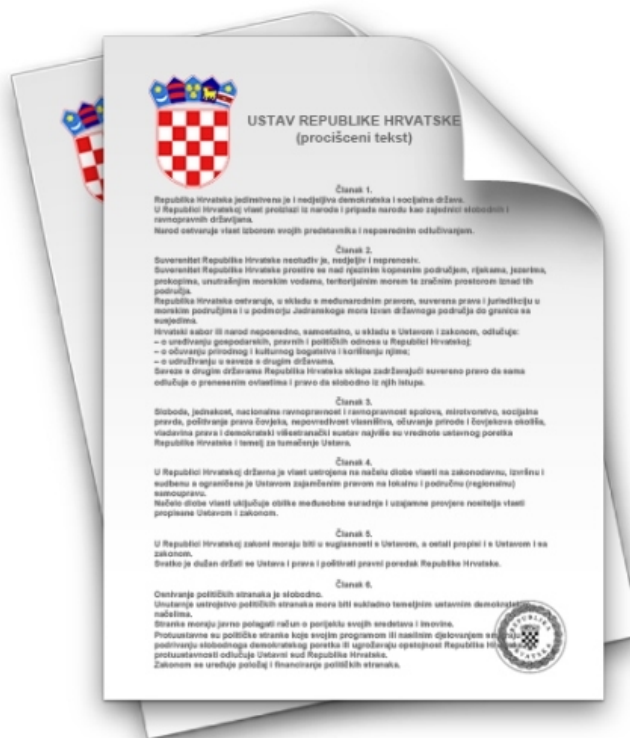 USTAV REPUBLIKE HRVATSKE
(procišceni tekst)
Članak 1.
Republika Hrvatska jedinstvena je i nedjeljiva demokratska i socijalna država.
U Republici Hrvatskoj vlast proizlazi iz naroda i pripada narodu kao zajednici slobodnih i
ravnopravnih državljana.
Narod ostvaruje vlast izborom svojih predstavnika i neposrednim odlučivanjem.
Članak 2.
Suverenitet Republike Hrvatske neotuđiv je, nedjeljiv i neprenosiv.
Suverenitet Republike Hrvatske prostire se nad njezinim kopnenim područjem, rijekama, jezerima,
prokopima, unutrašnjim morskim vodama, teritorijalnim morem te zračnim prostorom iznad tih
područja.
Republika Hrvatska ostvaruje, u skladu s međunarodnim pravom, suverena prava i jurisdikciju u
morskim područjima i u podmorju Jadranskoga mora izvan državnoga područja do granica sa
susjedima.
Hrvatski sabor ili narod neposredno, samostalno, u skladu s Ustavom i zakonom, odlučuje:
– o uređivanju gospodarskih, pravnih i političkih odnosa u Republici Hrvatskoj;
– o očuvanju prirodnog i kulturnog bogatstva i korištenju njime;
– o udruživanju u saveze s drugim državama.
Saveze s drugim državama Republika Hrvatska sklapa zadržavajući suvereno pravo da sama
odlučuje o prenesenim ovlastima i pravo da slobodno iz njih istupa.
Članak 3.
Sloboda, jednakost, nacionalna ravnopravnost i ravnopravnost spolova, mirotvorstvo, socijalna
pravda, poštivanje prava čovjeka, nepovredivost vlasništva, očuvanje prirode i čovjekova okoliša,
vladavina prava i demokratski višestranački sustav najviše su vrednote ustavnog poretka
Republike Hrvatske i temelj za tumačenje Ustava.
Članak 4.
U Republici Hrvatskoj državna je vlast ustrojena na načelu diobe vlasti na zakonodavnu, izvršnu i
sudbenu a ograničena je Ustavom zajamčenim pravom na lokalnu i područnu (regionalnu)
samoupravu.
Načelo diobe vlasti uključuje oblike međusobne suradnje i uzajamne provjere nositelja vlasti
propisane Ustavom i zakonom.
Članak 5.
U Republici Hrvatskoj zakoni moraju biti u suglasnosti s Ustavom, a ostali propisi i s Ustavom i sa
zakonom.
Svatko je dužan držati se Ustava i prava i poštivati pravni poredak Republike Hrvatske.
Članak 6.
Osnivanje političkih stranaka je slobodno.
Unutarnje ustrojstvo političkih stranaka mora biti sukladno temeljnim ustavnim
načelima.
Stranke moraju javno polagati račun o porijeklu svojih sredstava i imovine.
Protuustavne su političke stranke koje svojim programom ili nasilnim djelovanjem
podrivanju slobodnoga demokratskog poretka ili ugrožavaju opstojnost Republike
protuustavnosti odlučuje Ustavni sud Republike Hrvatske.
Zakonom se uređuje položaj i financiranje političkih stranaka.
REPUBLIKA
HRVATSKA